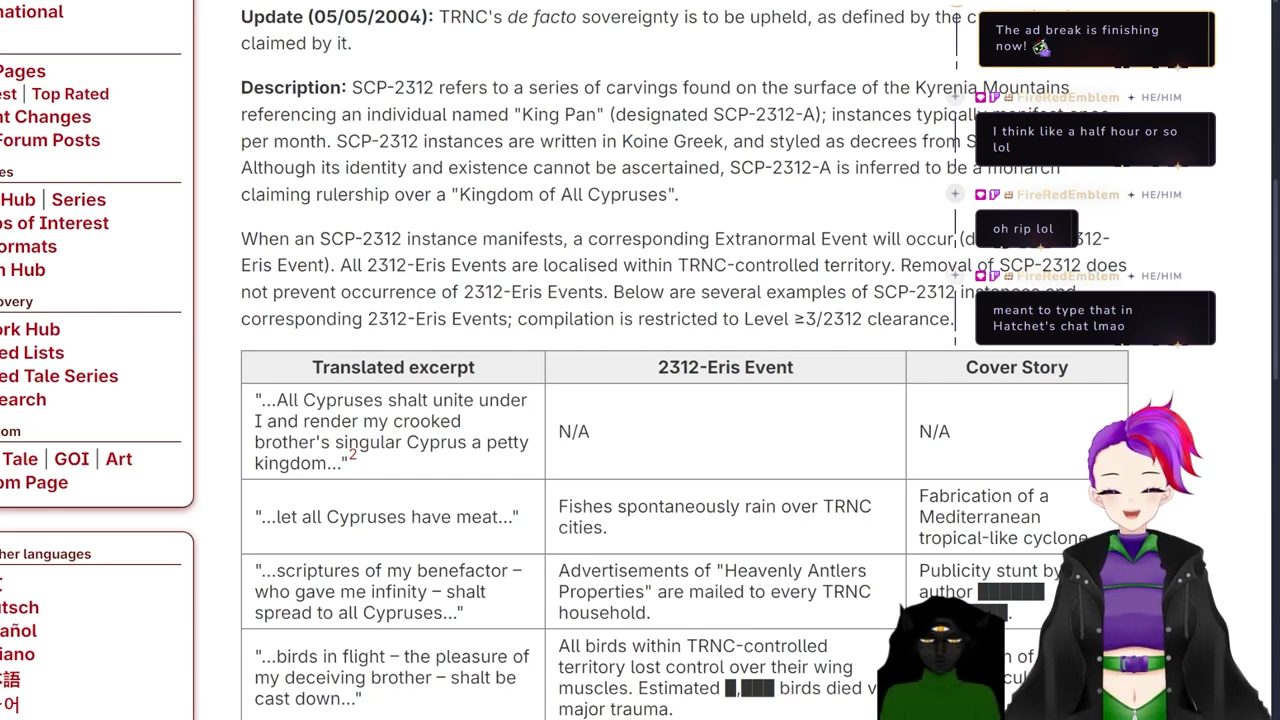 national
Pages
est | Top Rated
nt Changes
Forum Posts
es
Hub | Series
os of Interest
ormats
n Hub
overy
ork Hub
ed Lists
ed Tale Series
earch
om
Tale | GOI | Art
om Page
her languages
utsch
pañol
iano
本語
국어
Update (05/05/2004): TRNC's de facto sovereignty is to be upheld, as defined by the
claimed by it.
Description: SCP-2312 refers to a series of carvings found on the surface of the Kyrenia Mountains
referencing an individual named "King Pan" (designated SCP-2312-A); instances typically manifest once
per month. SCP-2312 instances are written in Koine Greek, and styled as decrees from
Although its identity and existence cannot be ascertained, SCP-2312-A is inferred to be a monarch
claiming rulership over a "Kingdom of All Cypruses".
When an SCP-2312 instance manifests, a corresponding Extranormal Event will occur 312-
Eris Event). All 2312-Eris Events are localised within TRNC-controlled territory. Removal of SCP-2312 does
not prevent occurrence of 2312-Eris Events. Below are several examples of SCP-2312 instances and
corresponding 2312-Eris Events; compilation is restricted to Level ≥3/2312 clearance.
Translated excerpt 2312-Eris Event Cover Story
"...All Cypruses shalt unite under
I and render my crooked
brother's singular Cyprus a petty
kingdom..."2
N/A
N/A
"...let all Cypruses have meat..."
Fishes spontaneously rain over TRNC
cities.
Fabrication of a
Mediterranean
tropical-like cyclone
"...scriptures of my benefactor –
who gave me infinity – shalt
spread to all Cypruses..."
Advertisements of "Heavenly Antlers
Properties" are mailed to every TRNC
household.
Publicity stunt by
author ██████
"...birds in flight – the pleasure of
my deceiving brother – shalt be
cast down..."
All birds within TRNC-controlled
territory lost control over their wing
muscles. Estimated █,███ birds died
major trauma.
of
The ad break is finishing
now!
FireRedEmblem HE/HIM
I think like a half hour or so
lol
FireRedEmblem HE/HIM
oh rip lol
FireRedEmblem HE/HIM
meant to type that in
Hatchet's chat lmao